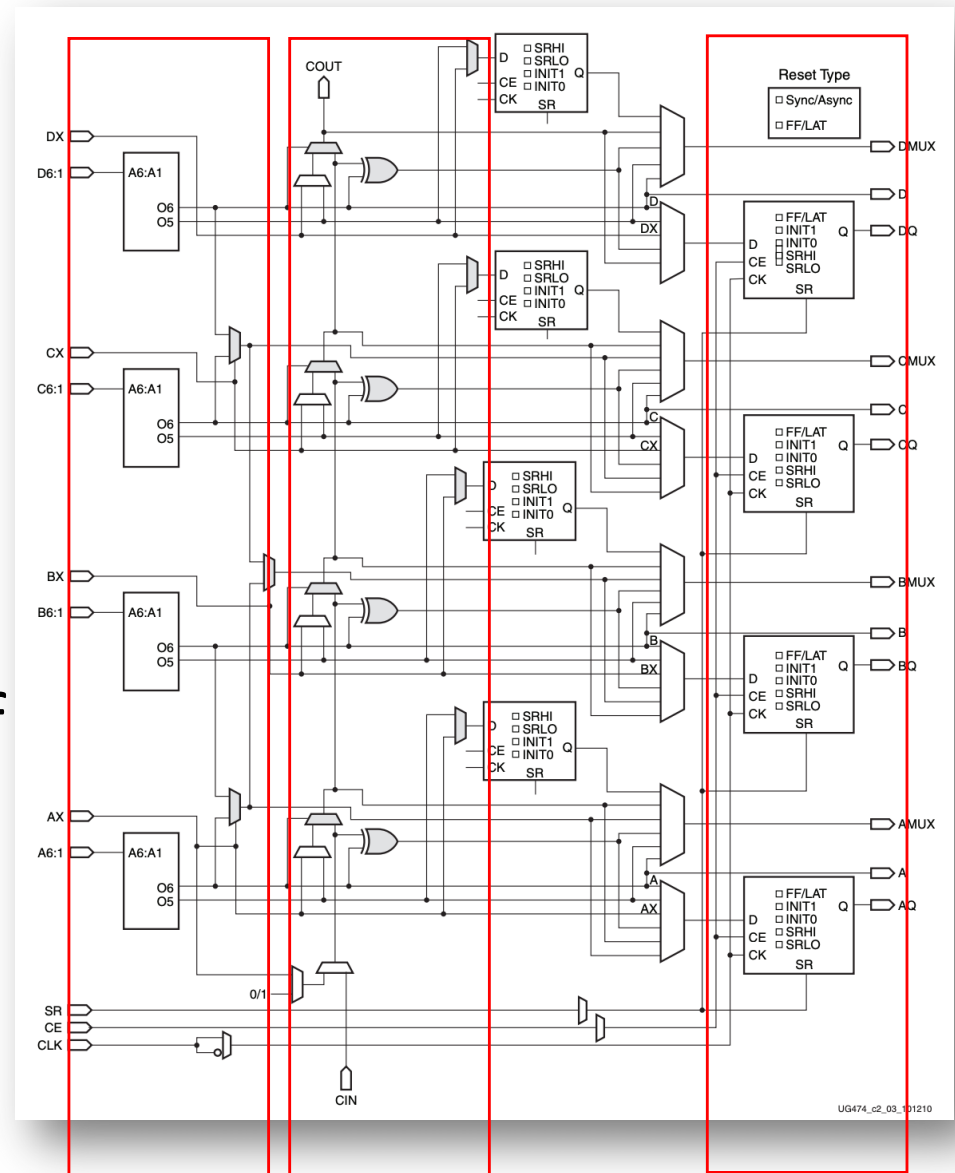 SRHI
D SRLO Q
INIT1
CE INIT0
CK
SR
COUT
Reset Type
Sync/Async
FF/LAT
DX
DMUX
D6:1 A6:A1
D
D
O6
O5
DX
FF/LAT
INIT1 Q DQ
D INIT0
CE SRHI
SRLO
CK
SR
SRHI
D SRLO Q
INIT1
CE INIT0
CK
SR
CX
CMUX
C6:1 A6:A1
C
C
O6
O5
CX
FF/LAT
INIT1 Q CQ
D INIT0
CE SRHI
SRLO
CK
SR
SRHI
D SRLO Q
INIT1
CE INIT0
CK
SR
BX
BMUX
B6:1 A6:A1
B
B
O6
O5
BX
FF/LAT
INIT1 Q BQ
D INIT0
CE SRHI
SRLO
CK
SR
f
SRHI
D SRLO Q
INIT1
CE INIT0
CK
SR
AX
AMUX
A6:1 A6:A1
A
A
O6
O5
AX
FF/LAT
INIT1 Q AQ
D INIT0
CE SRHI
SRLO
CK
SR
0/1
SR
CE
CLK
CIN
UG474_c2_03_101210